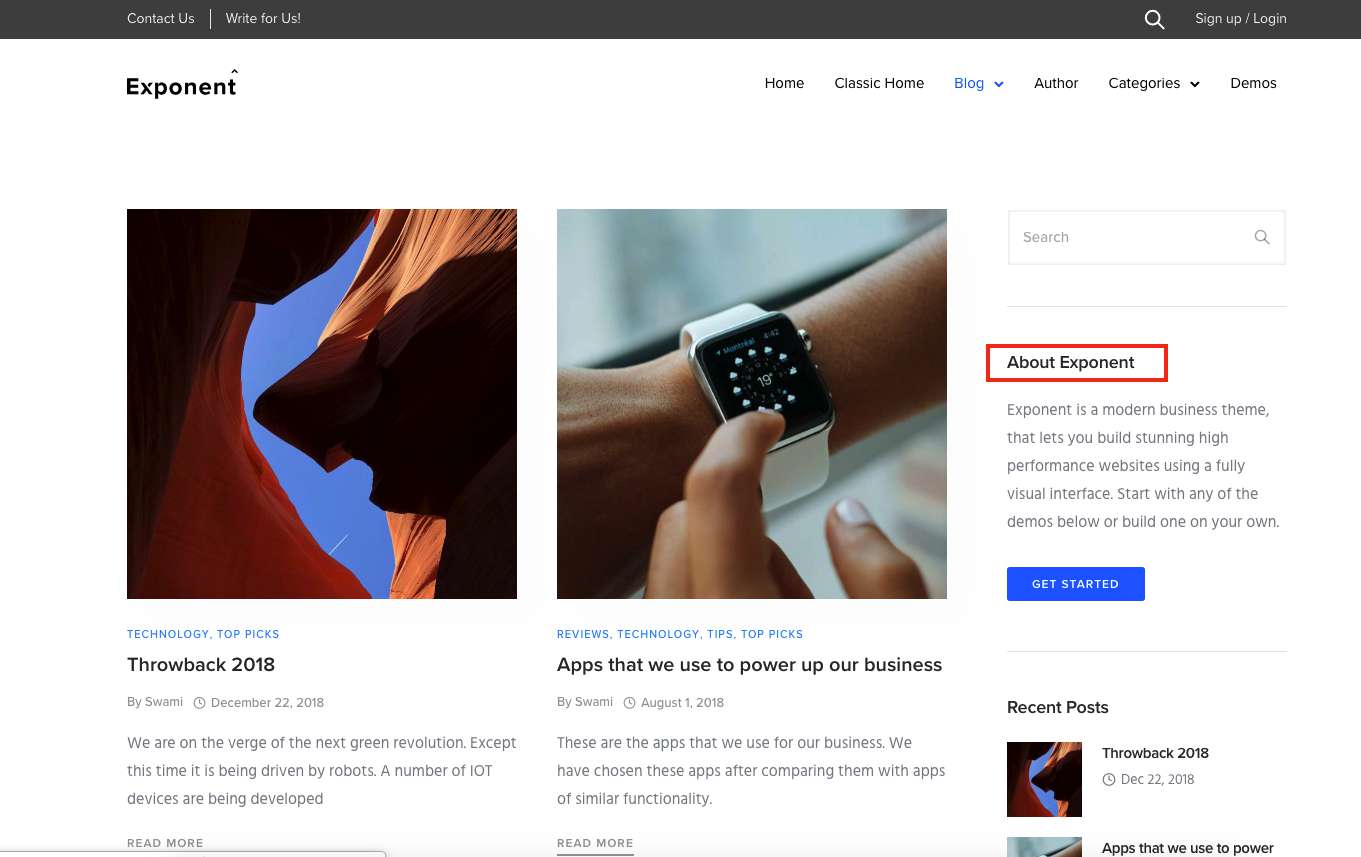 Contact Us
Write for Us!
Sign up / Login
Exponent
Home
Classic Home
Blog
Author
Categories
Demos
Montréal 4:42
19°
TECHNOLOGY, TOP PICKS
Throwback 2018
By Swami December 22, 2018
We are on the verge of the next green revolution. Except
this time it is being driven by robots. A number of IOT
devices are being developed
READ MORE
REVIEWS, TECHNOLOGY, TIPS, TOP PICKS
Apps that we use to power up our business
By Swami August 1, 2018
These are the apps that we use for our business. We
have chosen these apps after comparing them with apps
of similar functionality.
READ MORE
Search
About Exponent
Exponent is a modern business theme,
that lets you build stunning high
performance websites using a fully
visual interface. Start with any of the
demos below or build one on your own.
GET STARTED
Recent Posts
Throwback 2018
Dec 22, 2018
Apps that we use to power